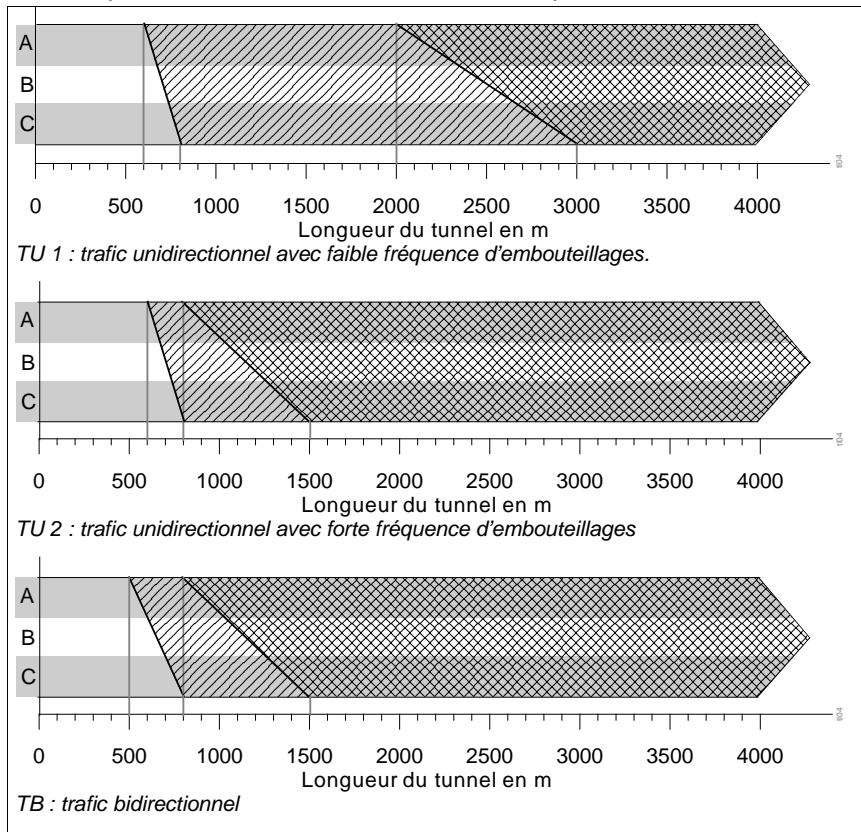 A
B
C
0 500 1000 1500 2000 2500 3000 3500 4000
Longueur du tunnel en m
TU 1 : trafic unidirectionnel avec faible fréquence d'embouteillages.
A
B
C
0 500 1000 1500 2000 2500 3000 3500 4000
Longueur du tunnel en m
TU 2 : trafic unidirectionnel avec forte fréquence d'embouteillages
A
B
C
0 500 1000 1500 2000 2500 3000 3500 4000
Longueur du tunnel en m
TB : trafic bidirectionnel